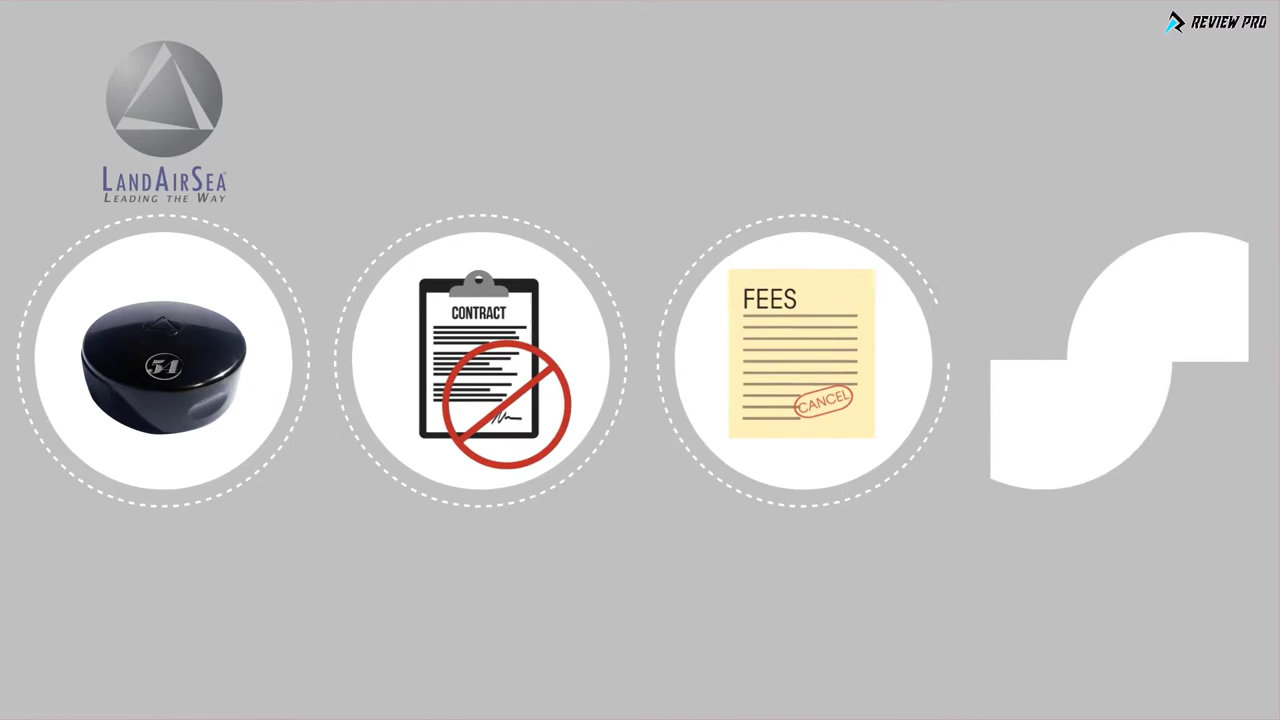 REVIEW PRO
LANDAIRSEA
LEADING THE WAY
54
CONTRACT
FEES
CANCEL